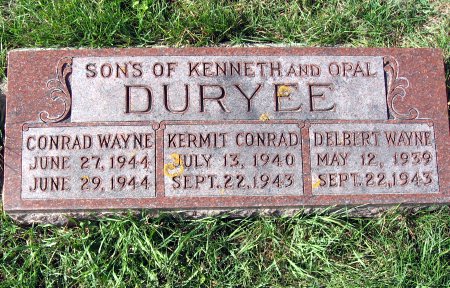 SON'S OF KENNETH AND OPAL
DURYEE
CONRAD WAYNE
JUNE 27, 1944
JUNE 29, 1944
KERMIT CONRAD
JULY 13, 1940
SEPT. 22, 1943
DELBERT WAYNE
MAY 12, 1939
SEPT. 22, 1943